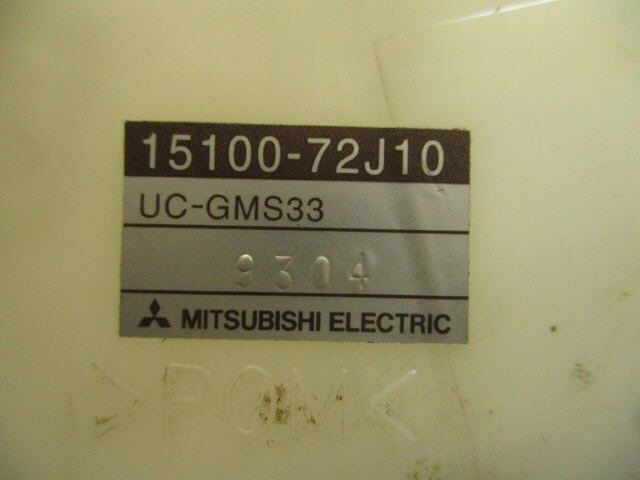 15100-72J10
UC-GMS33
9304
MITSUBISHI ELECTRIC
>POM<